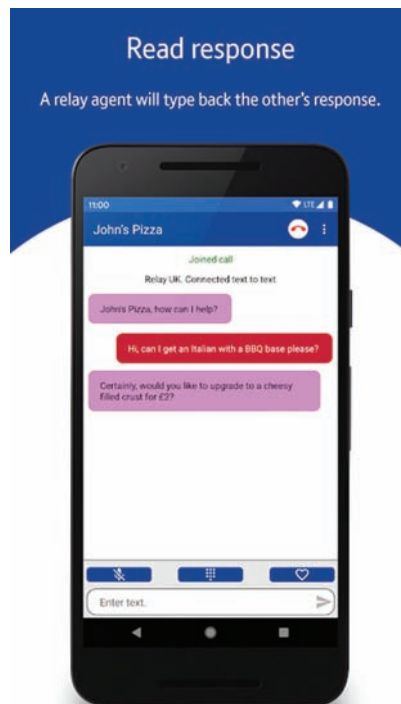 Read response
A relay agent will type back the other's response.
11:00 LTE
John's Pizza
Joined call
Relay UK. Connected text to text
John's Pizza, how can I help?
Hi, can I get an Italian with a BBQ base please?
Certainly, would you like to upgrade to a cheesy
filled crust for £2?
Enter text.